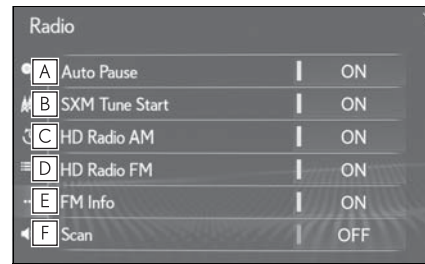 Radio
A Auto Pause ON
B SXM Tune Start ON
C HD Radio AM ON
D HD Radio FM ON
E FM Info ON
F Scan OFF